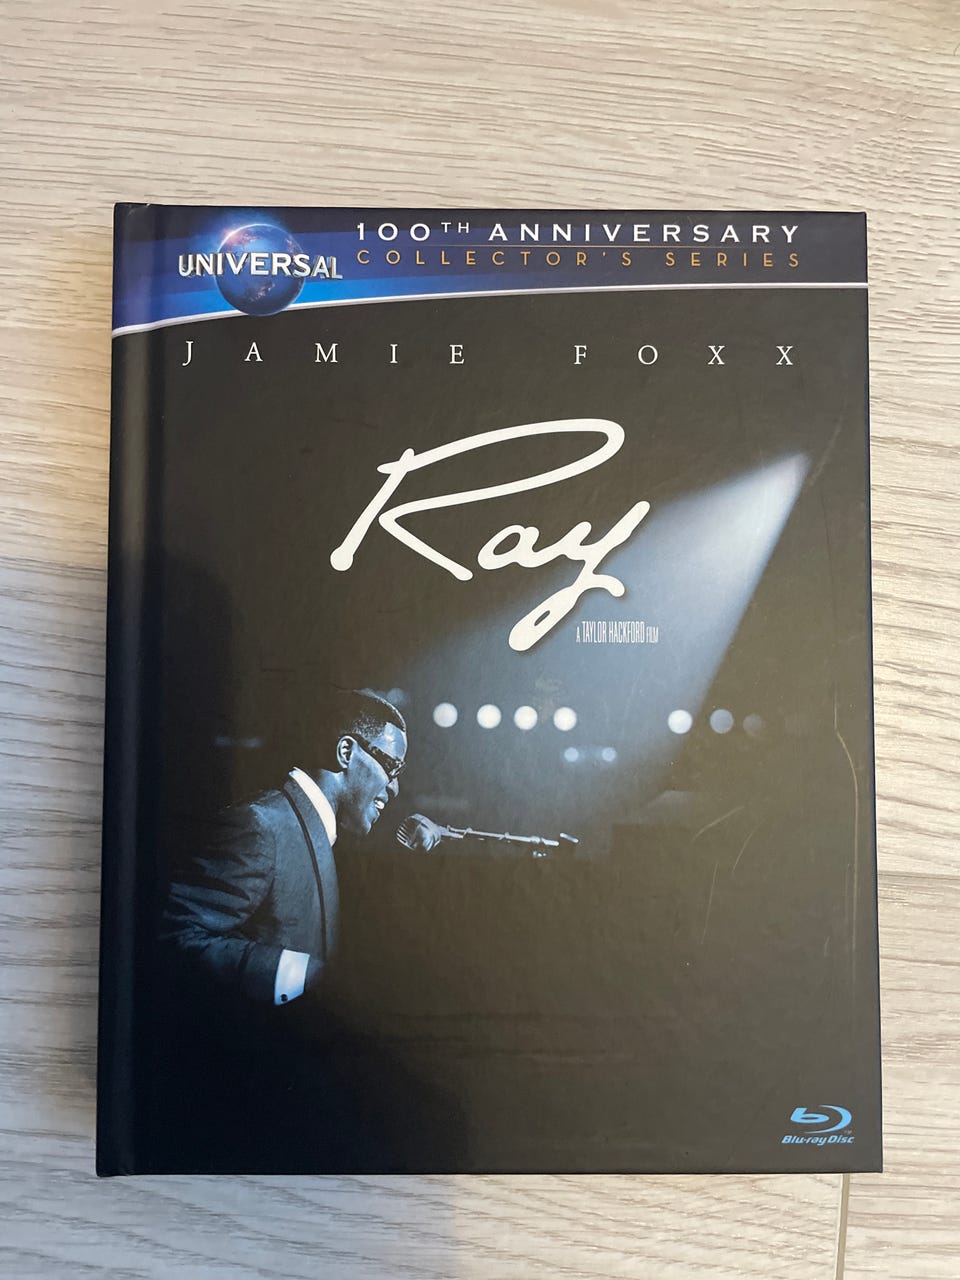 UNIVERSAL
100TH ANNIVERSARY
COLLECTOR'S SERIES
JAMIE FOXX
Ray
A TAYLOR HACKFORD FILM
Blu-ray Disc